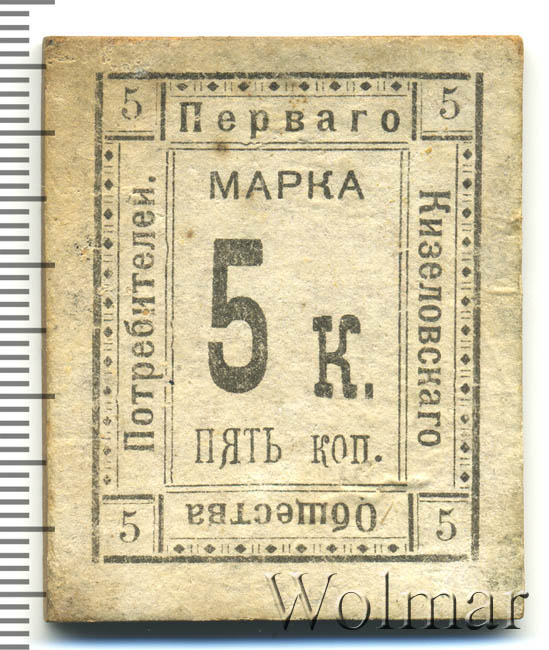 5
Перваго
5
МАРКА
5 к.
ПЯТЬ коп.
Кизеловскаго
5
Общества
5
Потребителей.
Wolmar